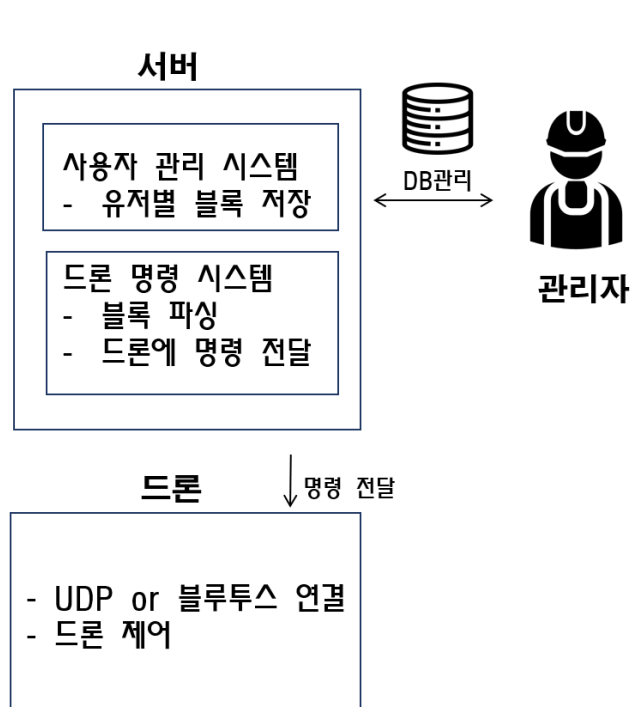 서버
사용자 관리 시스템
- 유저별 블록 저장
DB관리
관리자
드론 명령 시스템
- 블록 파싱
- 드론에 명령 전달
드론
명령 전달
- UDP or 블루투스 연결
- 드론 제어